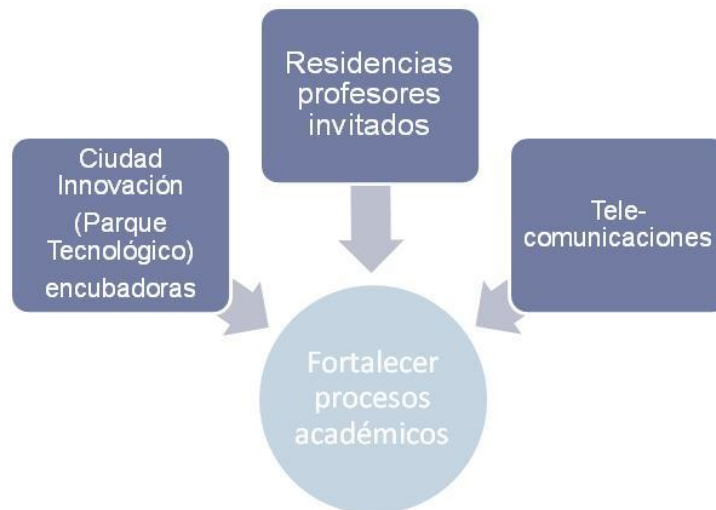 Residencias
profesores
invitados
Ciudad
Innovación
(Parque
Tecnológico)
encubadoras
Tele-
comunicaciones
Fortalecer
procesos
académicos